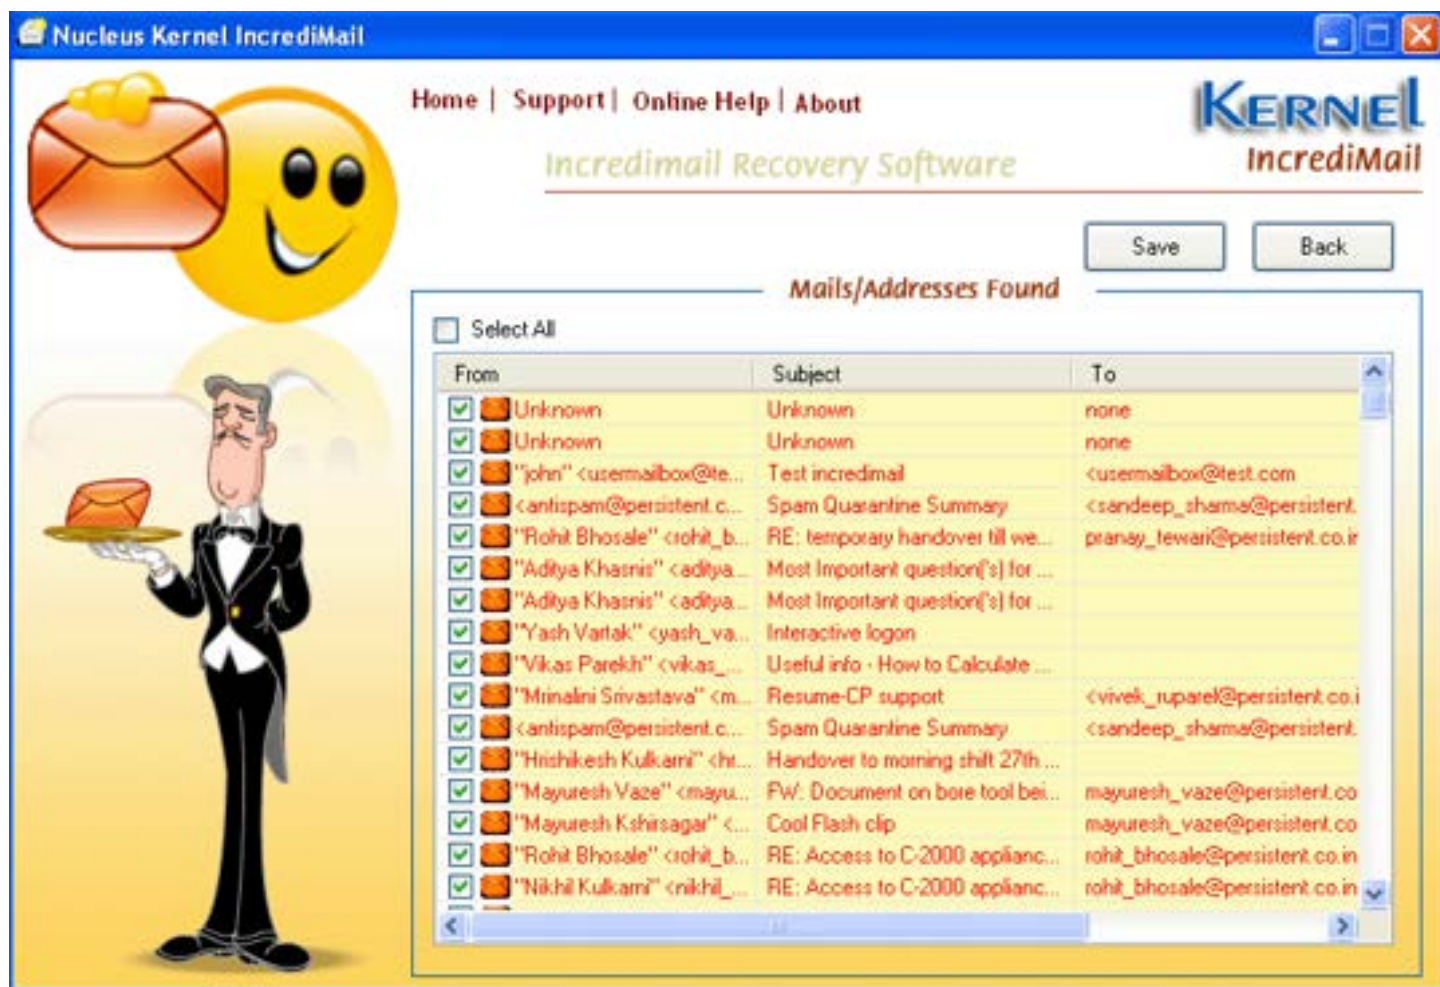 Nucleus Kernel IncrediMail
Home | Support | Online Help | About
KERNEL
IncrediMail
Incredimail Recovery Software
Save Back
Mails/Addresses Found
Select All
From Subject To
Unknown Unknown none
Unknown Unknown none
"john" <usermailbox@te... Test incredimail <usermailbox@test.com
<antispam@persistent.c... Spam Quarantine Summary <sandeep_sharma@persistent.
"Rohit Bhosale" <rohit_b... RE: temporary handover till we... pranay_tewari@persistent.co.in
"Aditya Khasnis" <aditya... Most Important question('s) for ...
"Aditya Khasnis" <aditya... Most Important question('s) for ...
"Yash Vartak" <yash_va... Interactive logon
"Vikas Parekh" <vikas_... Useful info - How to Calculate ...
"Mrinalini Srivastava" <m... Resume-CP support <vivek_ruparel@persistent.co.i
<antispam@persistent.c... Spam Quarantine Summary <sandeep_sharma@persistent.
"Hrishikesh Kulkarni" <hr... Handover to morning shift 27th ...
"Mayuresh Vaze" <mayu... FW: Document on bore tool bei... mayuresh_vaze@persistent.co
"Mayuresh Kshirsagar" <... Cool Flash clip mayuresh_vaze@persistent.co
"Rohit Bhosale" <rohit_b... RE: Access to C-2000 applianc... rohit_bhosale@persistent.co.in
"Nikhil Kulkarni" <nikhil_... RE: Access to C-2000 applianc... rohit_bhosale@persistent.co.in